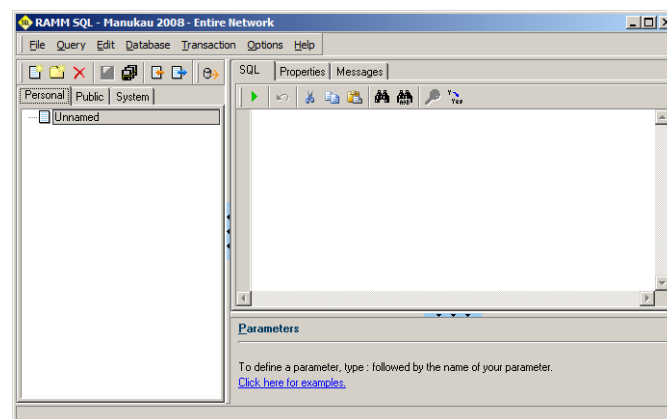 RAMM SQL - Manukau 2008 - Entire Network
File Query Edit Database Transaction Options Help
SQL Properties Messages
Personal Public System
Unnamed
Parameters
To define a parameter, type : followed by the name of your parameter.
Click here for examples.